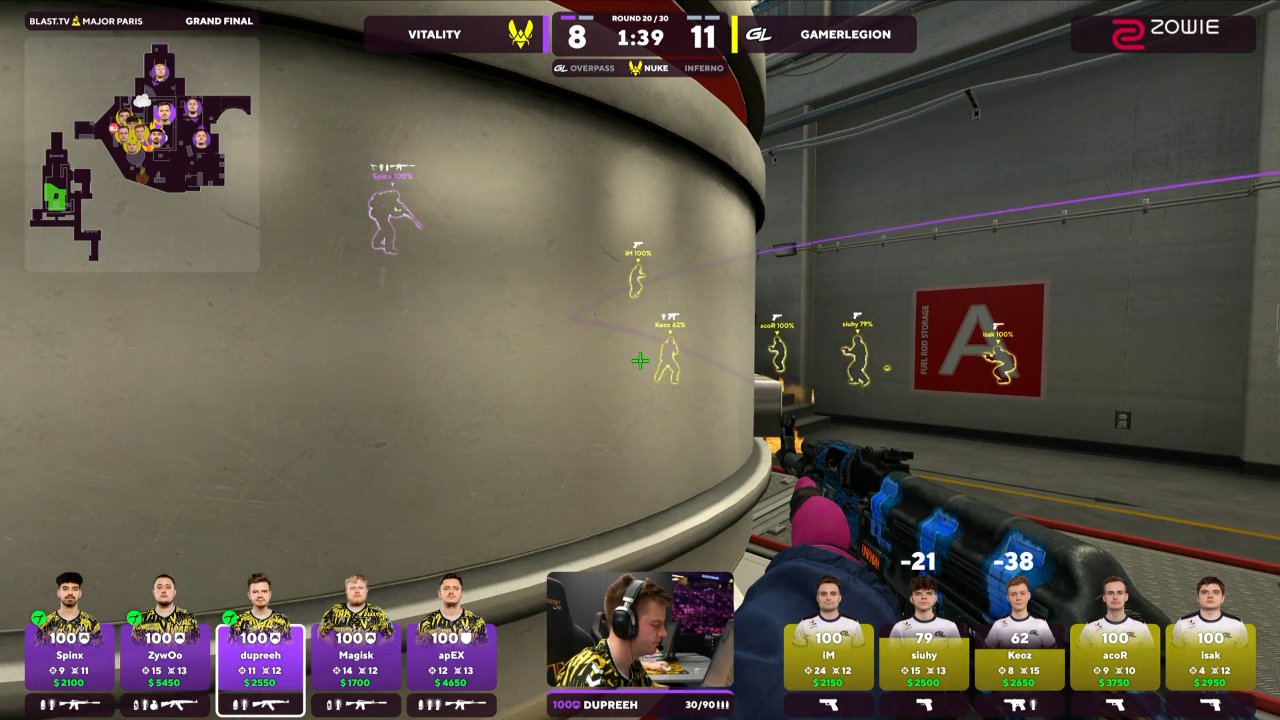 BLAST.TV MAJOR PARIS GRAND FINAL
VITALITY 8 ROUND 20 / 30 1:39 11 GL GAMERLEGION
ZOWIE
GL OVERPASS NUKE INFERNO
Spinx 100%
iM 100%
Keoz 62%
acoR 100%
siuhy 79%
isak 100%
FUEL ROD STORAGE
A
-21 -38
100 100 100 100 100
Spinx ZywOo dupreeh Magisk apEX
9 11 15 13 11 12 14 12 12 13
$2100 $5450 $2550 $1700 $4650
100 DUPREEH 30/90
100 79 62 100 100
iM siuhy Keoz acoR isak
24 12 15 13 8 15 9 10 4 12
$2150 $2500 $2650 $3750 $2950